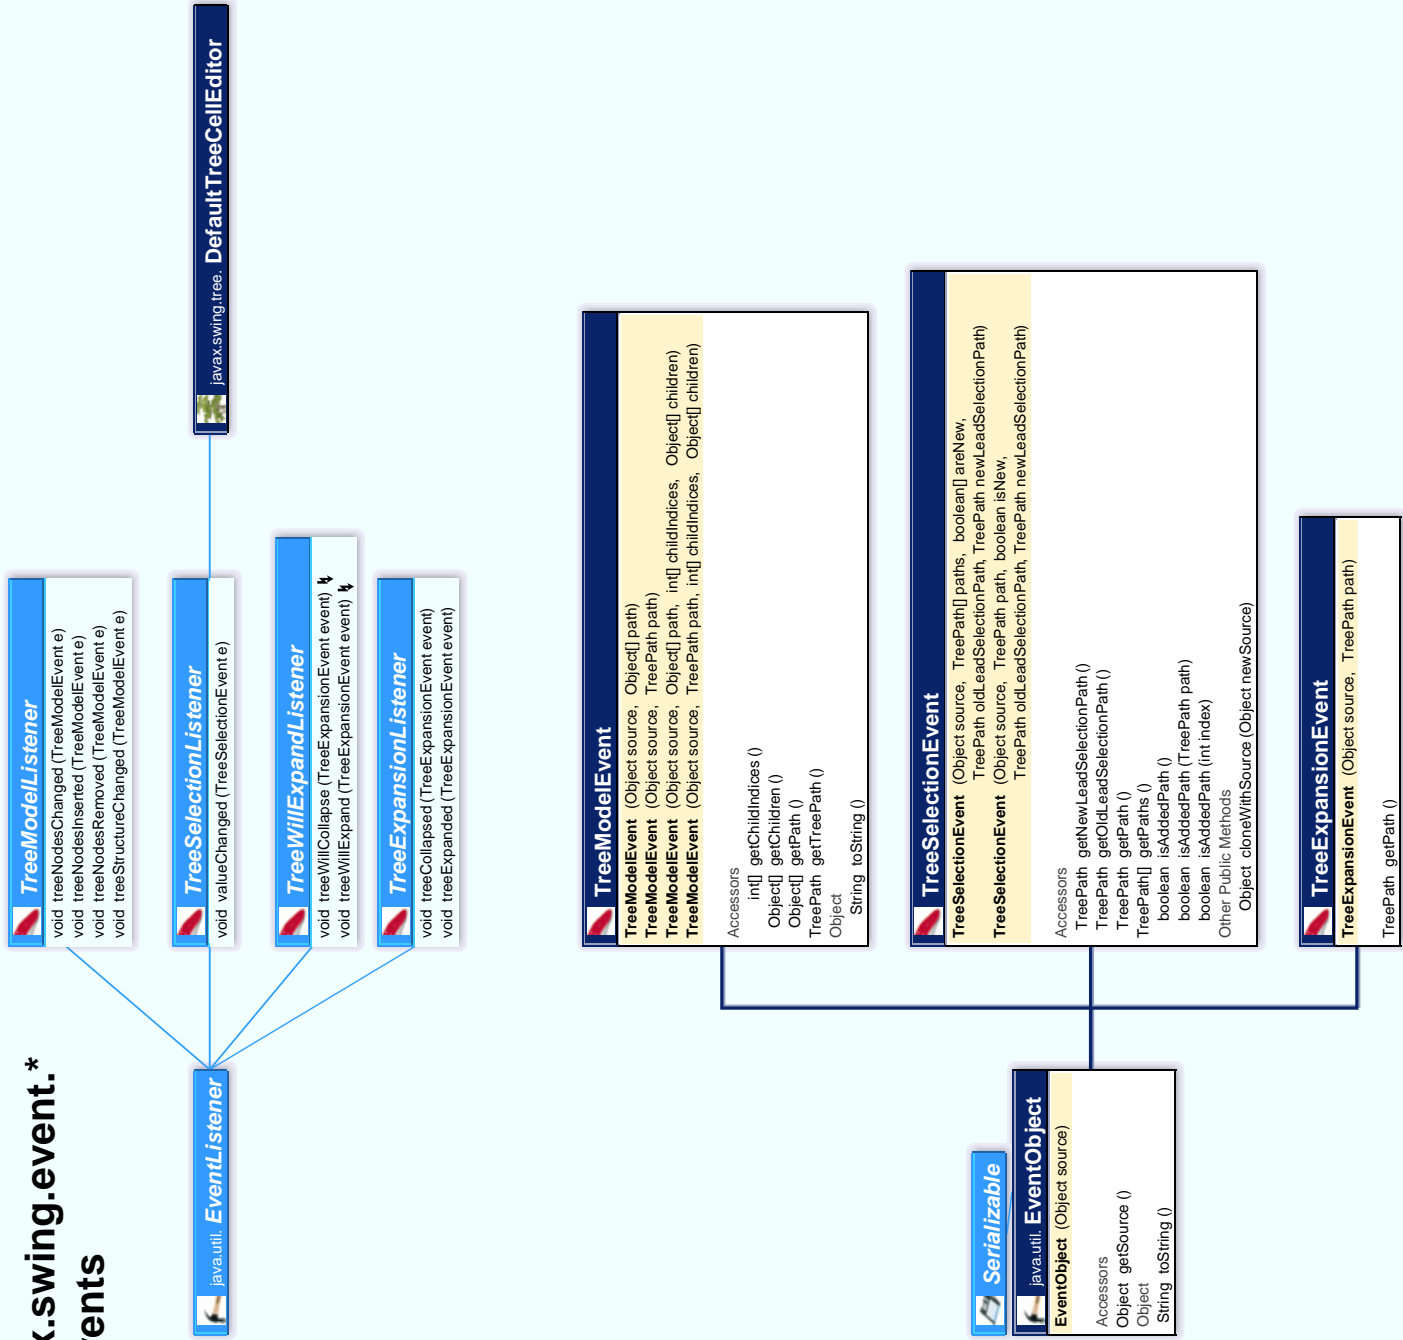 x.swing.event.*
ents
java.util. EventListener
TreeModelListener
void treeNodesChanged (TreeModelEvent e)
void treeNodesInserted (TreeModelEvent e)
void treeNodesRemoved (TreeModelEvent e)
void treeStructureChanged (TreeModelEvent e)
TreeSelectionListener
void valueChanged (TreeSelectionEvent e)
TreeWillExpandListener
void treeWillCollapse (TreeExpansionEvent event)
void treeWillExpand (TreeExpansionEvent event)
TreeExpansionListener
void treeCollapsed (TreeExpansionEvent event)
void treeExpanded (TreeExpansionEvent event)
javax.swing.tree. DefaultTreeCellEditor
Serializable
java.util. EventObject
EventObject (Object source)
Accessors
Object getSource ()
Object
String toString ()
TreeModelEvent
TreeModelEvent (Object source, Object[] path)
TreeModelEvent (Object source, TreePath path)
TreeModelEvent (Object source, Object[] path, int[] childIndices, Object[] children)
TreeModelEvent (Object source, TreePath path, int[] childIndices, Object[] children)
Accessors
int[] getChildIndices ()
Object[] getChildren ()
Object[] getPath ()
TreePath getTreePath ()
Object
String toString ()
TreeSelectionEvent
TreeSelectionEvent (Object source, TreePath[] paths, boolean[] areNew,
TreePath oldLeadSelectionPath, TreePath newLeadSelectionPath)
TreeSelectionEvent (Object source, TreePath path, boolean isNew,
TreePath oldLeadSelectionPath, TreePath newLeadSelectionPath)
Accessors
TreePath getNewLeadSelectionPath ()
TreePath getOldLeadSelectionPath ()
TreePath getPath ()
TreePath[] getPaths ()
boolean isAddedPath ()
boolean isAddedPath (TreePath path)
boolean isAddedPath (int index)
Other Public Methods
Object cloneWithSource (Object newSource)
TreeExpansionEvent
TreeExpansionEvent (Object source, TreePath path)
TreePath getPath ()